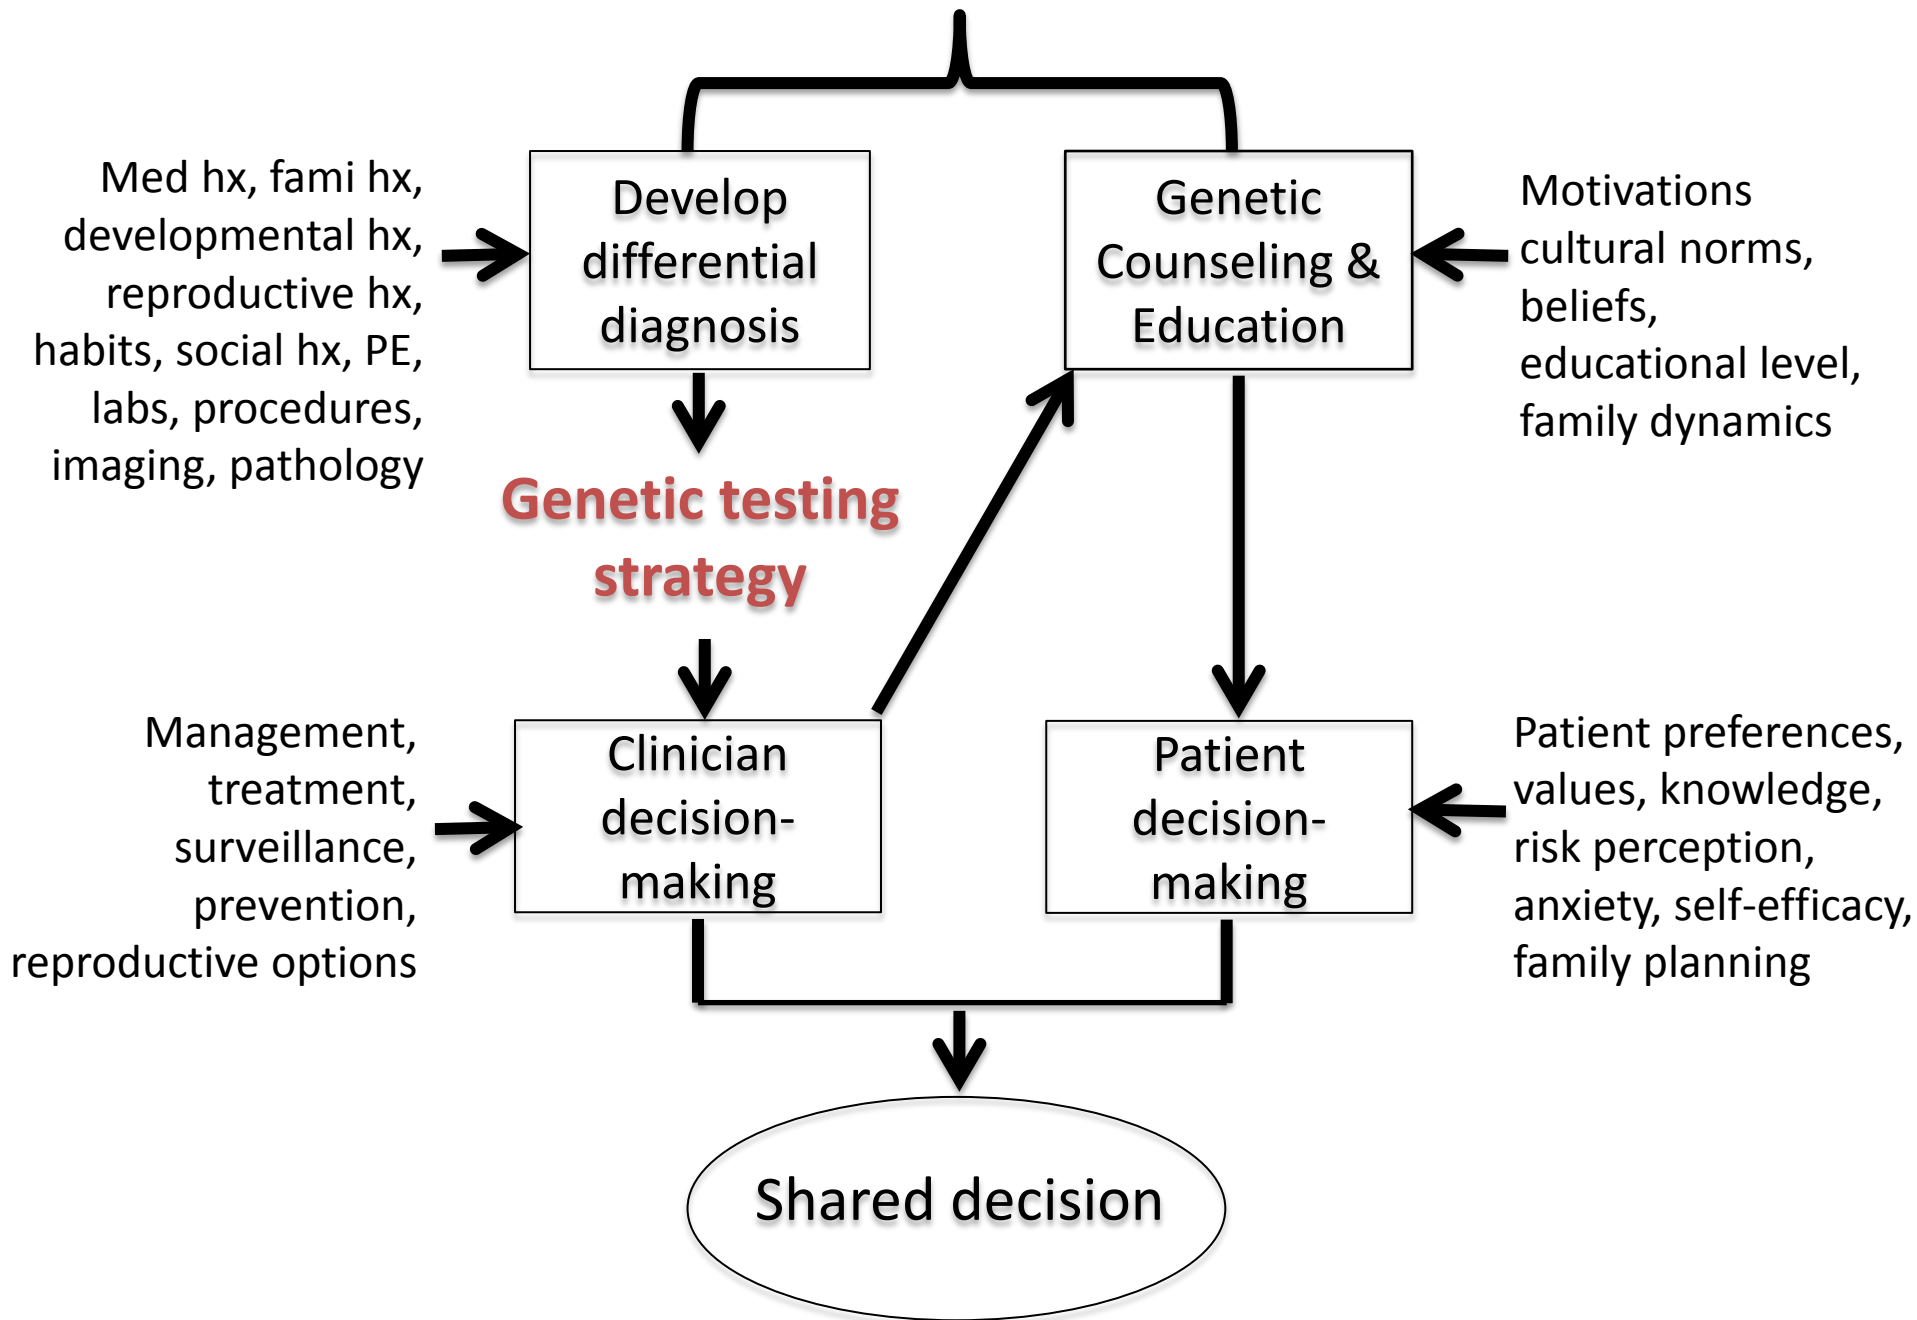 Med hx, fami hx,
developmental hx,
reproductive hx,
habits, social hx, PE,
labs, procedures,
imaging, pathology
Develop
differential
diagnosis
Genetic
Counseling &
Education
Motivations
cultural norms,
beliefs,
educational level,
family dynamics
Genetic testing
strategy
Management,
treatment,
surveillance,
prevention,
reproductive options
Clinician
decision-
making
Patient
decision-
making
Patient preferences,
values, knowledge,
risk perception,
anxiety, self-efficacy,
family planning
Shared decision